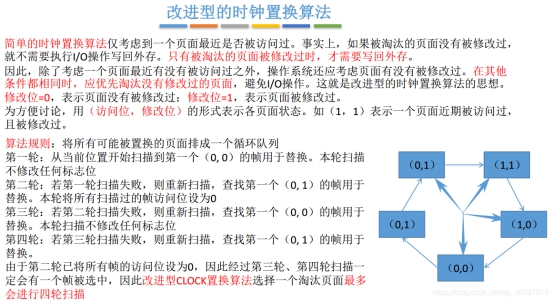 改进型的时钟置换算法
简单的时钟置换算法仅考虑到一个页面最近是否被访问过。事实上，如果被淘汰的页面没有被修改过，
就不需要执行I/O操作写回外存。只有被淘汰的页面被修改过时，才需要写回外存。
因此，除了考虑一个页面最近有没有被访问过之外，操作系统还应考虑页面有没有被修改过。在其他
条件都相同时，应优先淘汰没有修改过的页面，避免I/O操作。这就是改进型的时钟置换算法的思想。
修改位=0，表示页面没有被修改过；修改位=1，表示页面被修改过。
为方便讨论，用（访问位，修改位）的形式表示各页面状态。如（1，1）表示一个页面近期被访问过，
且被修改过。
算法规则：将所有可能被置换的页面排成一个循环队列
第一轮：从当前位置开始扫描到第一个（0，0）的帧用于替换。本轮扫描
不修改任何标志位
第二轮：若第一轮扫描失败，则重新扫描，查找第一个（0，1）的帧用于
替换。本轮将所有扫描过的帧访问位设为0
第三轮：若第二轮扫描失败，则重新扫描，查找第一个（0，0）的帧用于
替换。本轮扫描不修改任何标志位
第四轮：若第三轮扫描失败，则重新扫描，查找第一个（0，1）的帧用于
替换。
由于第二轮已将所有帧的访问位设为0，因此经过第三轮、第四轮扫描一
定会有一个帧被选中，因此改进型CLOCK置换算法选择一个淘汰页面最多
会进行四轮扫描
（0,1）
（1,1）
（0,1）
（1,0）
（0,0）